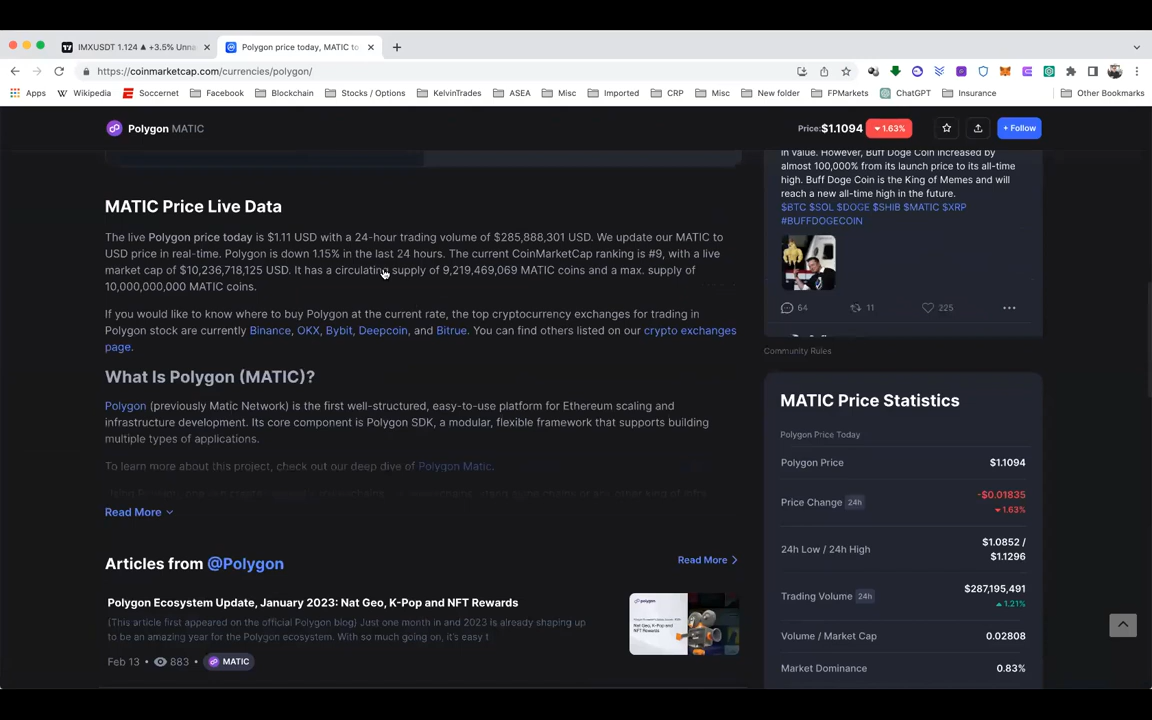 IMXUSDT 1.124 ▲ +3.5% Unna
Polygon price today, MATIC to
https://coinmarketcap.com/currencies/polygon/
Apps Wikipedia Soccernet Facebook Blockchain Stocks / Options KelvinTrades ASEA Misc Imported CRP Misc New folder FPMarkets ChatGPT Insurance Other Bookmarks
Polygon MATIC
Price: $1.1094 ▼1.63%
+ Follow
MATIC Price Live Data
The live Polygon price today is $1.11 USD with a 24-hour trading volume of $285,888,301 USD. We update our MATIC to
USD price in real-time. Polygon is down 1.15% in the last 24 hours. The current CoinMarketCap ranking is #9, with a live
market cap of $10,236,718,125 USD. It has a circulating supply of 9,219,469,069 MATIC coins and a max. supply of
10,000,000,000 MATIC coins.
If you would like to know where to buy Polygon at the current rate, the top cryptocurrency exchanges for trading in
Polygon stock are currently Binance, OKX, Bybit, Deepcoin, and Bitrue. You can find others listed on our crypto exchanges
page.
What Is Polygon (MATIC)?
Polygon (previously Matic Network) is the first well-structured, easy-to-use platform for Ethereum scaling and
infrastructure development. Its core component is Polygon SDK, a modular, flexible framework that supports building
multiple types of applications.
To learn more about this project, check out our deep dive of Polygon Matic.
Read More
Articles from @Polygon
Read More
Polygon Ecosystem Update, January 2023: Nat Geo, K-Pop and NFT Rewards
(This article first appeared on the official Polygon blog) Just one month in and 2023 is already shaping up
to be an amazing year for the Polygon ecosystem. With so much going on, it's easy t
Feb 13 • 883 • MATIC
in value. However, Buff Doge Coin increased by
almost 100,000% from its launch price to its all-time
high. Buff Doge Coin is the King of Memes and will
reach a new all-time high in the future.
$BTC $SOL $DOGE $SHIB $MATIC $XRP
#BUFFDOGECOIN
64 11 225
Community Rules
MATIC Price Statistics
Polygon Price Today
Polygon Price $1.1094
Price Change 24h -$0.01835
▼1.63%
24h Low / 24h High $1.0852 /
$1.1296
Trading Volume 24h $287,195,491
▲1.21%
Volume / Market Cap 0.02808
Market Dominance 0.83%